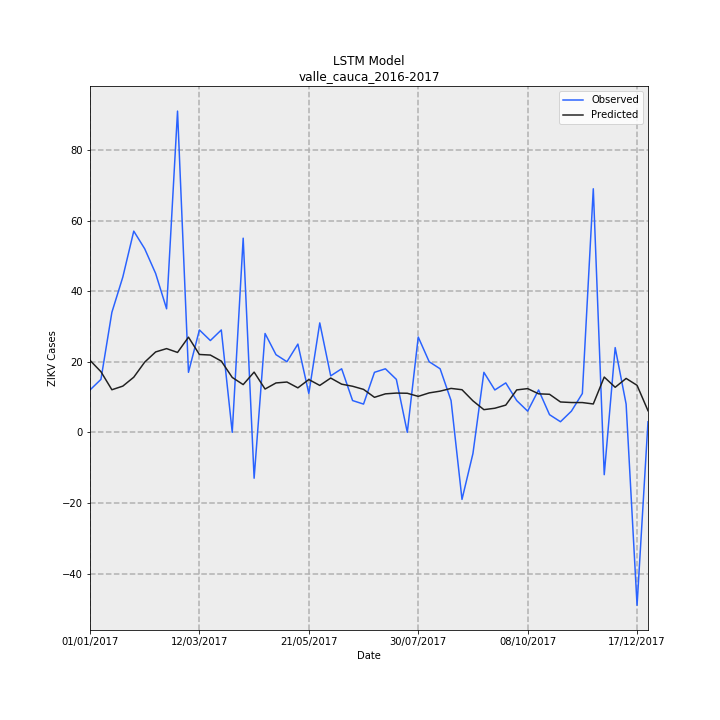 LSTM Model
valle_cauca_2016-2017
Observed
Predicted
ZIKV Cases
80
60
40
20
0
−20
−40
01/01/2017
12/03/2017
21/05/2017
30/07/2017
08/10/2017
17/12/2017
Date